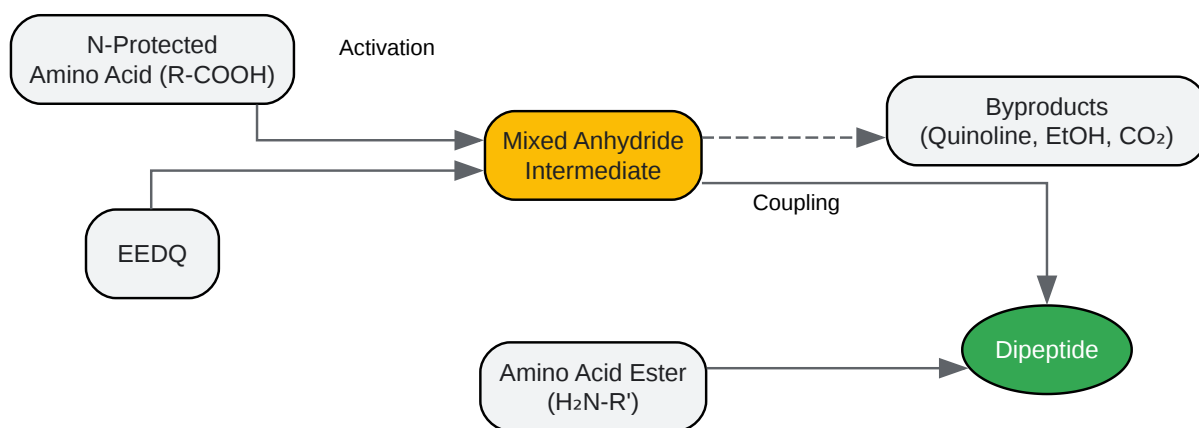 N-Protected
Amino Acid (R-COOH)
Activation
Mixed Anhydride
Intermediate
Byproducts
(Quinoline, EtOH, CO₂)
Coupling
EEDQ
Dipeptide
Amino Acid Ester
(H₂N-R')